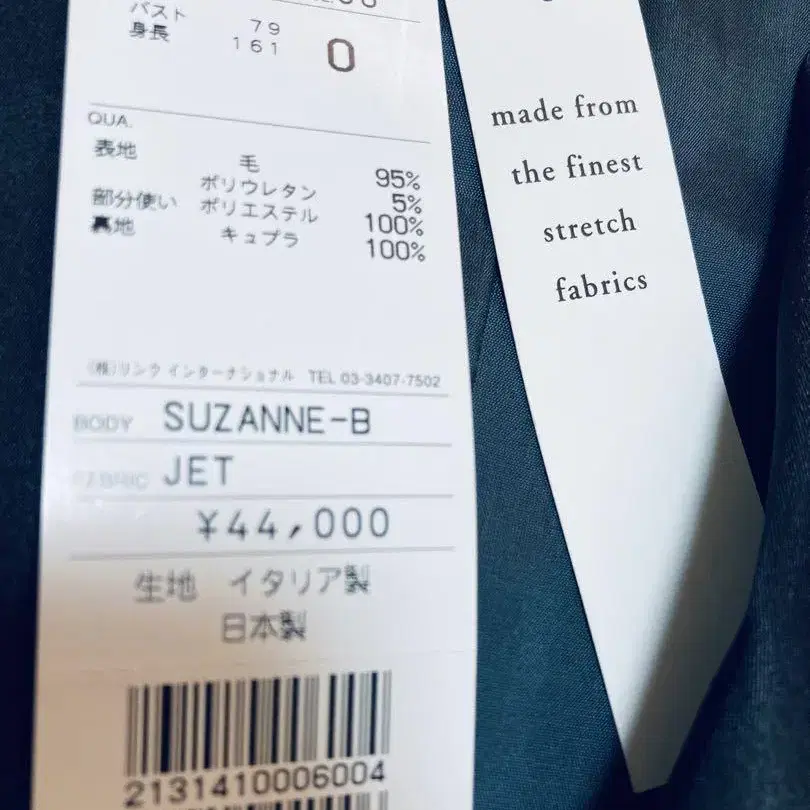 バスト 79
身長 161 0
QUA.
表地 毛 95%
ポリウレタン 5%
部分使い ポリエステル 100%
裏地 キュプラ 100%
(株)リンク インターナショナル TEL 03-3407-7502
BODY SUZANNE-B
FABRIC JET
¥44,000
生地 イタリア製
日本製
2131410006004
made from
the finest
stretch
fabrics